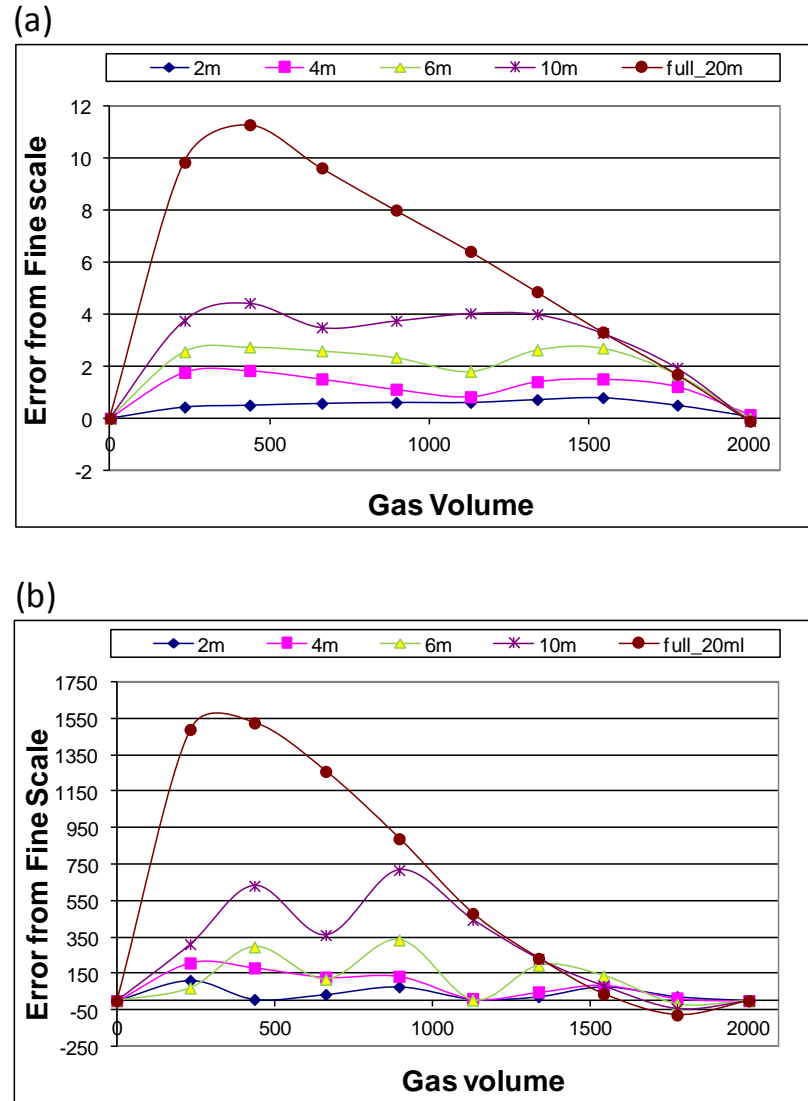 (a)
2m 4m 6m 10m full_20m
12
10
8
6
4
2
0
-2
0 500 1000 1500 2000
Error from Fine scale
Gas Volume
(b)
2m 4m 6m 10m full_20ml
1750
1550
1350
1150
950
750
550
350
150
-50
-250
0 500 1000 1500 2000
Error from Fine Scale
Gas volume